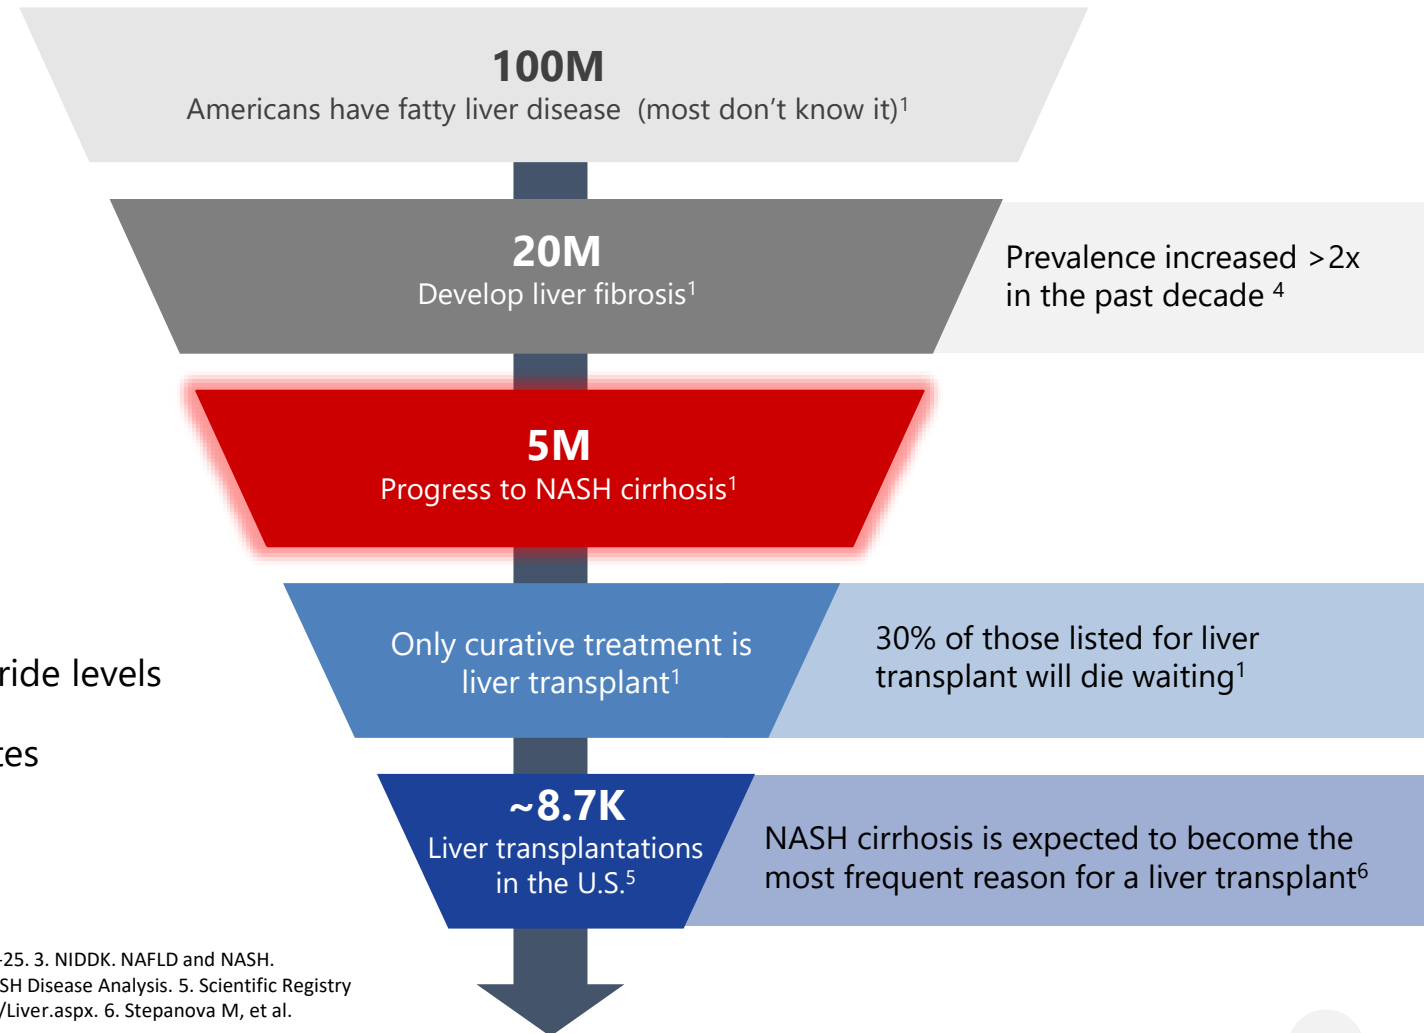 100M
Americans have fatty liver disease  (most don't know it)¹
20M
Develop liver fibrosis¹
Prevalence increased >2x
in the past decade ⁴
5M
Progress to NASH cirrhosis¹
Only curative treatment is
liver transplant¹
30% of those listed for liver
transplant will die waiting¹
ride levels
tes
~8.7K
Liver transplantations
in the U.S.⁵
NASH cirrhosis is expected to become the
most frequent reason for a liver transplant⁶
-25. 3. NIDDK. NAFLD and NASH.
SH Disease Analysis. 5. Scientific Registry
/Liver.aspx. 6. Stepanova M, et al.